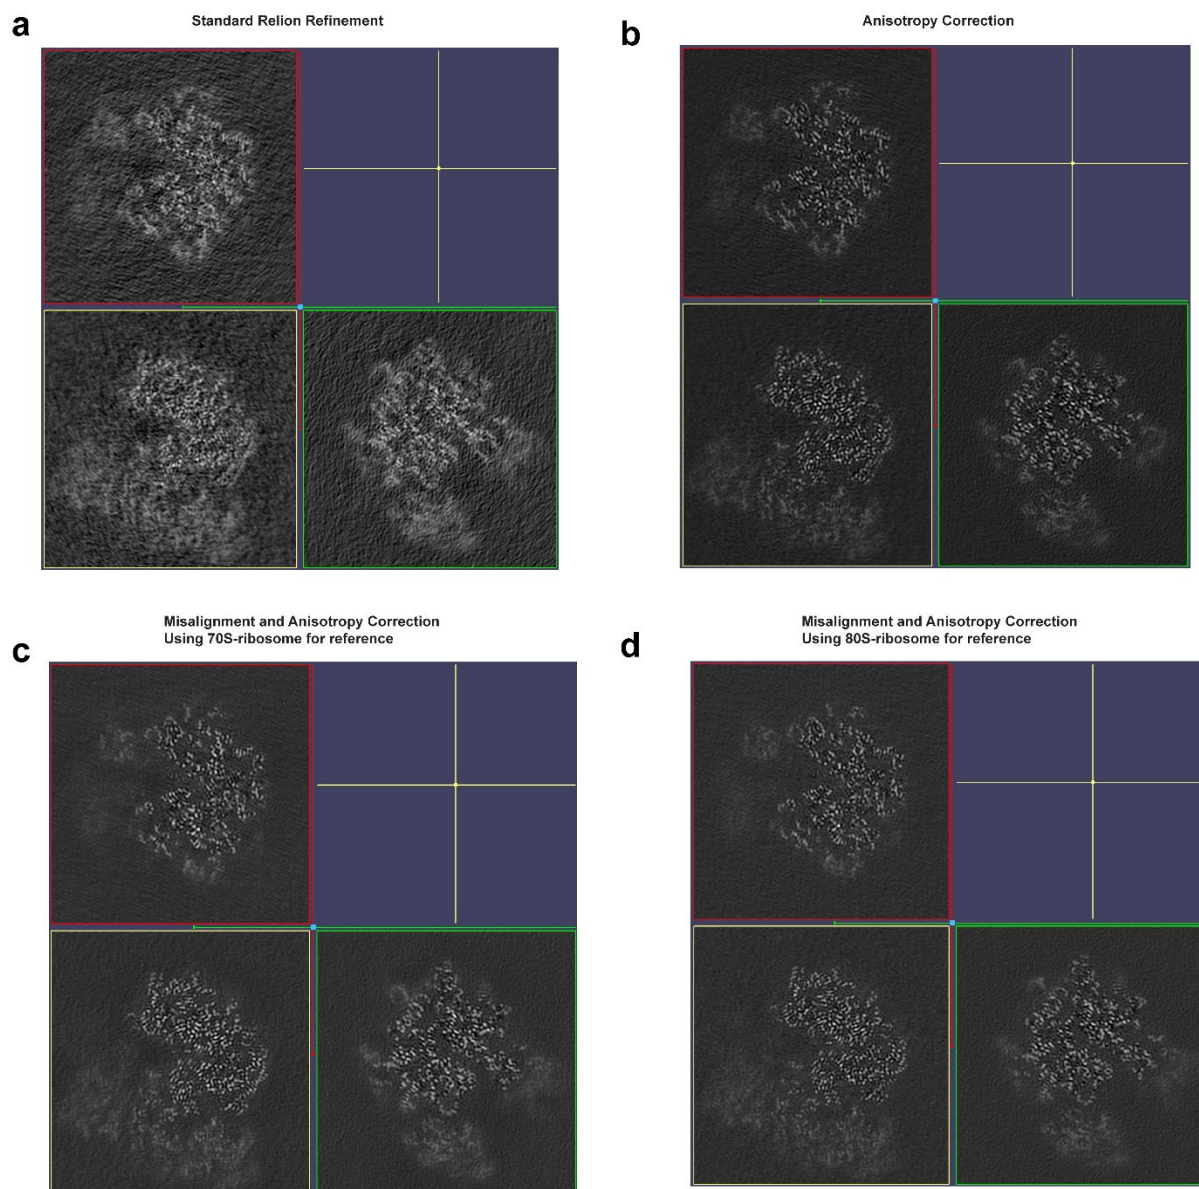 a
Standard Relion Refinement
b
Anisotropy Correction
c
Misalignment and Anisotropy Correction
Using 70S-ribosome for reference
d
Misalignment and Anisotropy Correction
Using 80S-ribosome for reference